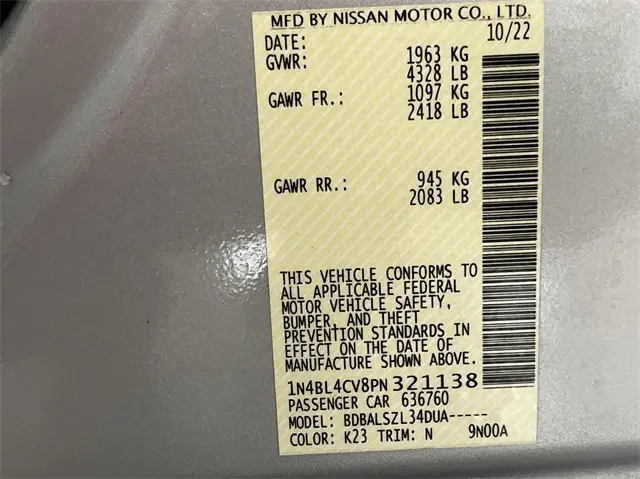 MFD BY NISSAN MOTOR CO., LTD.
DATE: 10/22
GVWR: 1963 KG
4328 LB
GAWR FR.: 1097 KG
2418 LB
GAWR RR.: 945 KG
2083 LB
THIS VEHICLE CONFORMS TO
ALL APPLICABLE FEDERAL
MOTOR VEHICLE SAFETY,
BUMPER, AND THEFT
PREVENTION STANDARDS IN
EFFECT ON THE DATE OF
MANUFACTURE SHOWN ABOVE.
1N4BL4CV8PN 321138
PASSENGER CAR 636760
MODEL: BDBALSZL34DUA-----
COLOR: K23 TRIM: N 9N00A